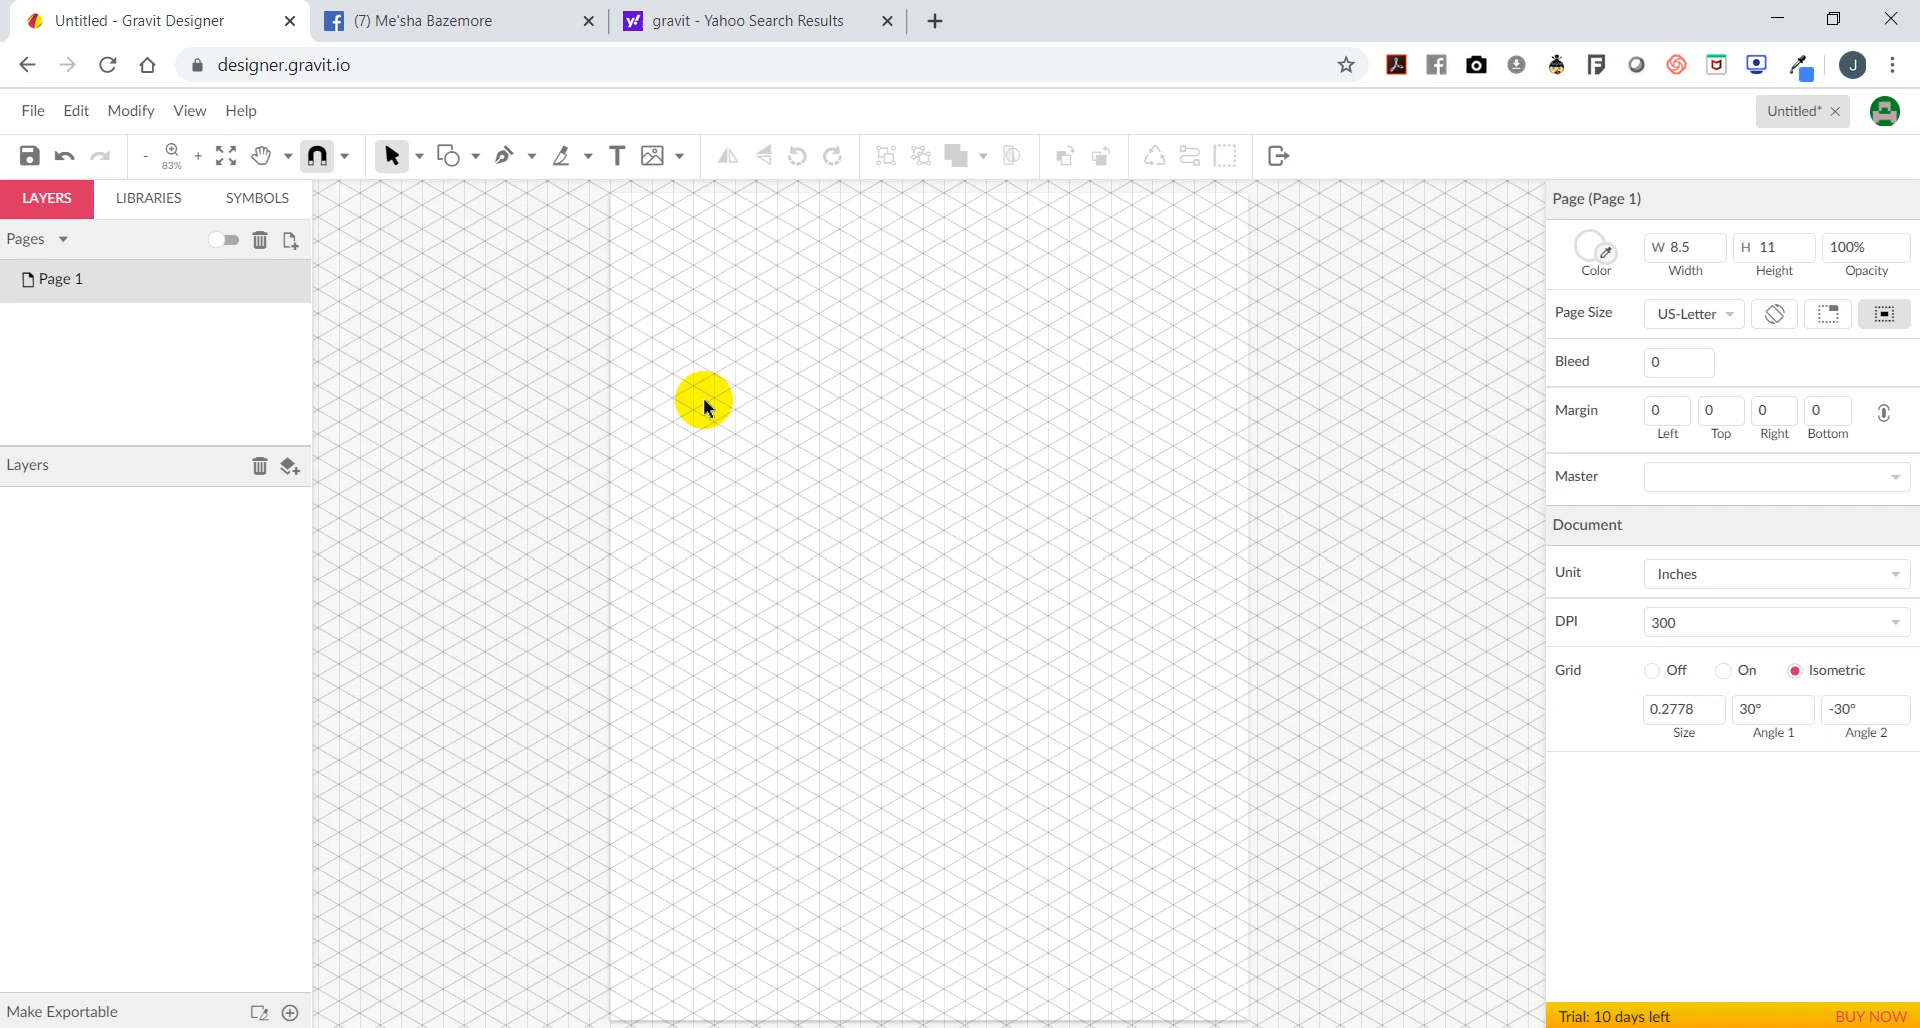 Untitled - Gravit Designer
(7) Me'sha Bazemore
gravit - Yahoo Search Results
designer.gravit.io
J
File Edit Modify View Help
Untitled*
- 83% +
LAYERS LIBRARIES SYMBOLS
Pages
Page 1
Layers
Make Exportable
Page (Page 1)
W 8.5 H 11 100%
Color Width Height Opacity
Page Size US-Letter
Bleed 0
Margin 0 0 0 0
Left Top Right Bottom
Master
Document
Unit Inches
DPI 300
Grid Off On Isometric
0.2778 30° -30°
Size Angle 1 Angle 2
Trial: 10 days left BUY NOW